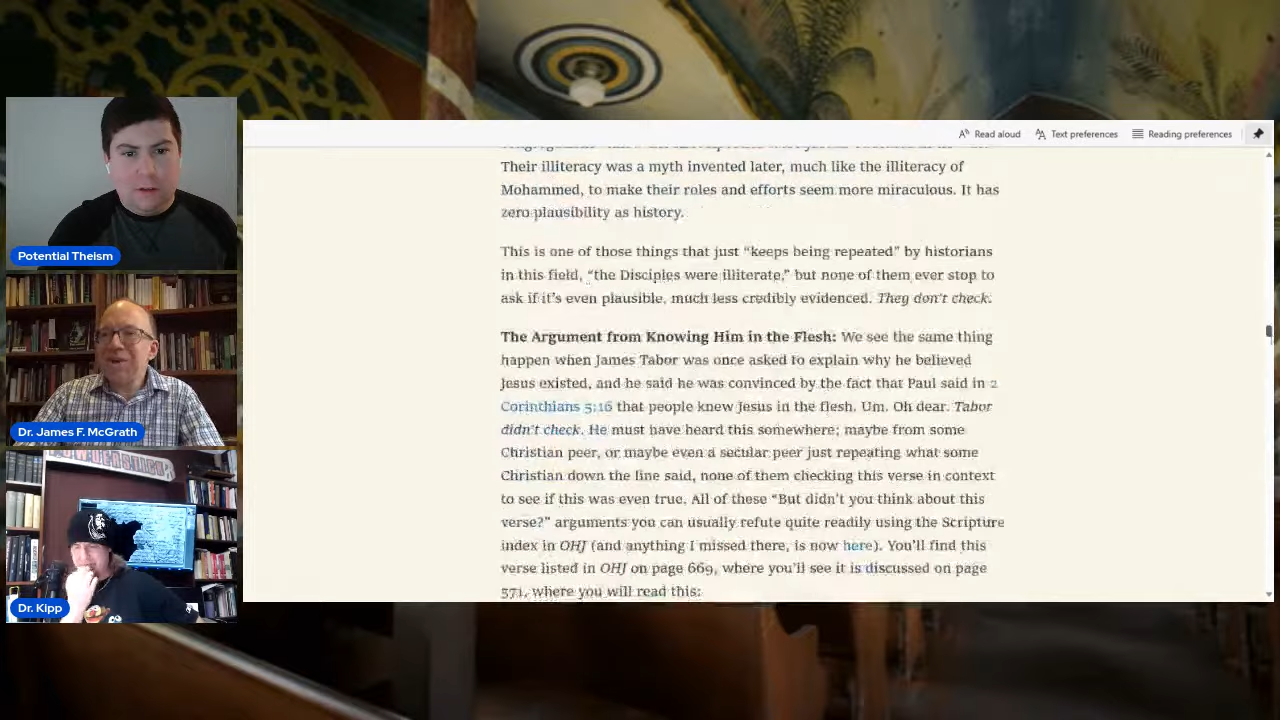 Read aloud
Text preferences
Reading preferences
Potential Theism
Dr. James F. McGrath
Dr. Kipp
Their illiteracy was a myth invented later, much like the illiteracy of
Mohammed, to make their roles and efforts seem more miraculous. It has
zero plausibility as history.
This is one of those things that just “keeps being repeated” by historians
in this field, “the Disciples were illiterate,” but none of them ever stop to
ask if it’s even plausible, much less credibly evidenced. They don’t check.
The Argument from Knowing Him in the Flesh: We see the same thing
happen when James Tabor was once asked to explain why he believed
Jesus existed, and he said he was convinced by the fact that Paul said in 2
Corinthians 5:16 that people knew Jesus in the flesh. Um. Oh dear. Tabor
didn’t check. He must have heard this somewhere; maybe from some
Christian peer, or maybe even a secular peer just repeating what some
Christian down the line said, none of them checking this verse in context
to see if this was even true. All of these “But didn’t you think about this
verse?” arguments you can usually refute quite readily using the Scripture
index in OHJ (and anything I missed there, is now here). You’ll find this
verse listed in OHJ on page 669, where you’ll see it is discussed on page
571, where you will read this: